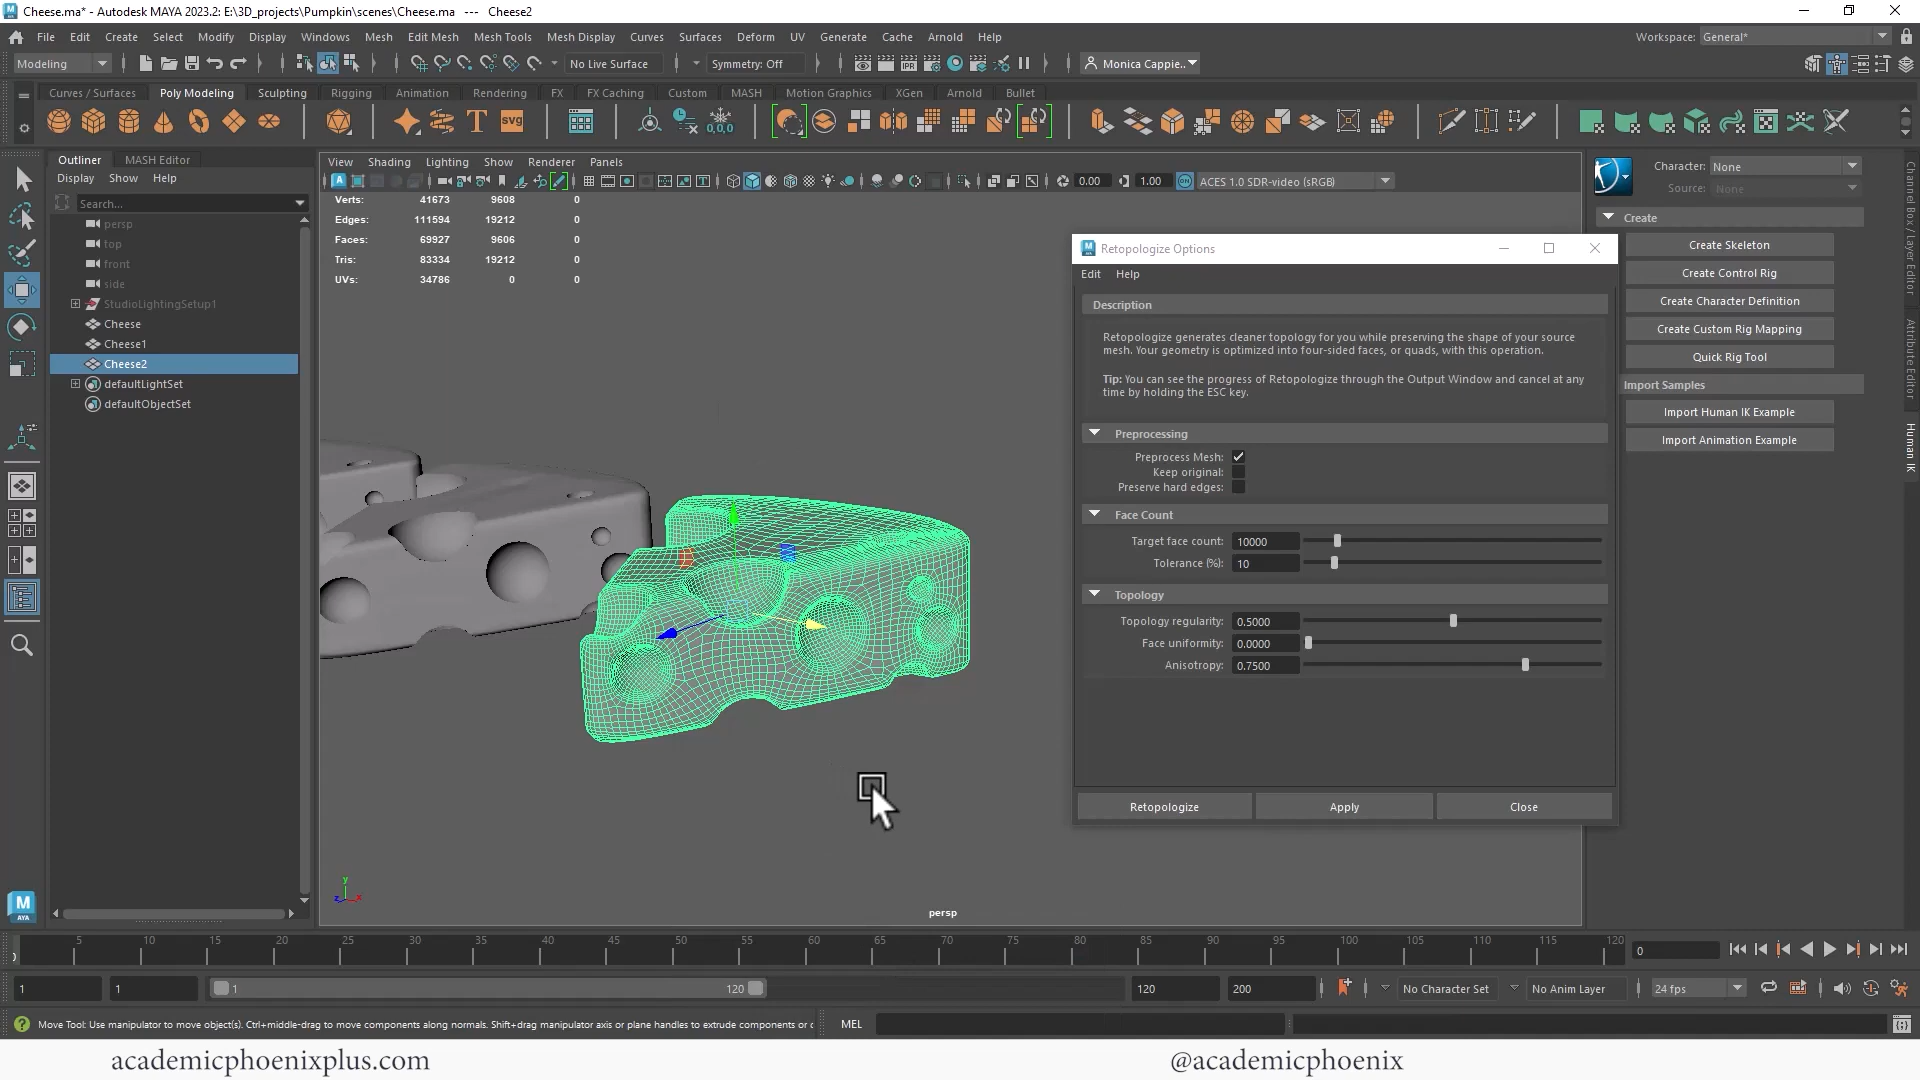 Cheese.ma* - Autodesk MAYA 2023.2: E:\3D_projects\Pumpkin\scenes\Cheese.ma --- Cheese2
File Edit Create Select Modify Display Windows Mesh Edit Mesh Mesh Tools Mesh Display Curves Surfaces Deform UV Generate Cache Arnold Help Workspace: General*
Modeling No Live Surface Symmetry: Off IPR Monica Cappie..
Curves / Surfaces Poly Modeling Sculpting Rigging Animation Rendering FX FX Caching Custom MASH Motion Graphics XGen Arnold Bullet
T SVG 0,0,0
Outliner MASH Editor
Display Show Help
Search...
persp
top
front
side
StudioLightingSetup1
Cheese
Cheese1
Cheese2
defaultLightSet
defaultObjectSet
View Shading Lighting Show Renderer Panels
0.00 1.00 ACES 1.0 SDR-video (sRGB)
Verts: 41673 9608 0
Edges: 111594 19212 0
Faces: 69927 9606 0
Tris: 83334 19212 0
UVs: 34786 0 0
persp
Retopologize Options
Edit Help
Description
Retopologize generates cleaner topology for you while preserving the shape of your source
mesh. Your geometry is optimized into four-sided faces, or quads, with this operation.
Tip: You can see the progress of Retopologize through the Output Window and cancel at any
time by holding the ESC key.
Preprocessing
Preprocess Mesh:
Keep original:
Preserve hard edges:
Face Count
Target face count: 10000
Tolerance (%): 10
Topology
Topology regularity: 0.5000
Face uniformity: 0.0000
Anisotropy: 0.7500
Retopologize Apply Close
Character: None
Source: None
Create
Create Skeleton
Create Control Rig
Create Character Definition
Create Custom Rig Mapping
Quick Rig Tool
Import Samples
Import Human IK Example
Import Animation Example
Channel Box / Layer Editor
Attribute Editor
Human IK
5 10 15 20 25 30 35 40 45 50 55 60 65 70 75 80 85 90 95 100 105 110 115 120 0
1 1 1 120 120 200 No Character Set No Anim Layer 24 fps
Move Tool: Use manipulator to move object(s). Ctrl+middle-drag to move components along normals. Shift+drag manipulator axis or plane handles to extrude components or c MEL
academicphoenixplus.com @academicphoenix